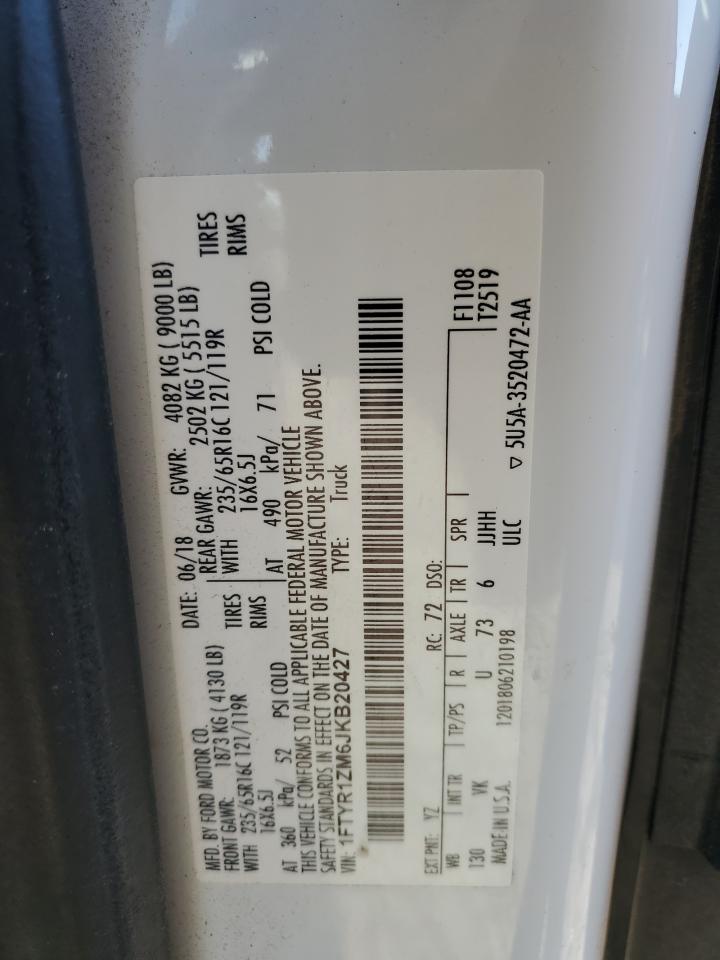 MFD. BY FORD MOTOR CO. DATE: 06/18 GVWR: 4082 KG ( 9000 LB)
FRONT GAWR: 1873 KG ( 4130 LB) REAR GAWR: 2502 KG ( 5515 LB)
WITH 235/65R16C 121/119R TIRES WITH 235/65R16C 121/119R TIRES
16X6.5J RIMS 16X6.5J RIMS
AT 360 kPa/ 52 PSI COLD AT 490 kPa/ 71 PSI COLD
THIS VEHICLE CONFORMS TO ALL APPLICABLE FEDERAL MOTOR VEHICLE
SAFETY STANDARDS IN EFFECT ON THE DATE OF MANUFACTURE SHOWN ABOVE.
VIN: 1FTYR1ZM6JKB20427 TYPE: Truck
EXT PNT: YZ RC: 72 DSO:
WB INT TR TP/PS R AXLE TR SPR F1108
130 VK U 73 6 JJHH T2519
MADE IN U.S.A. 1201806210198 ULC
▽ 5U5A-3520472-AA